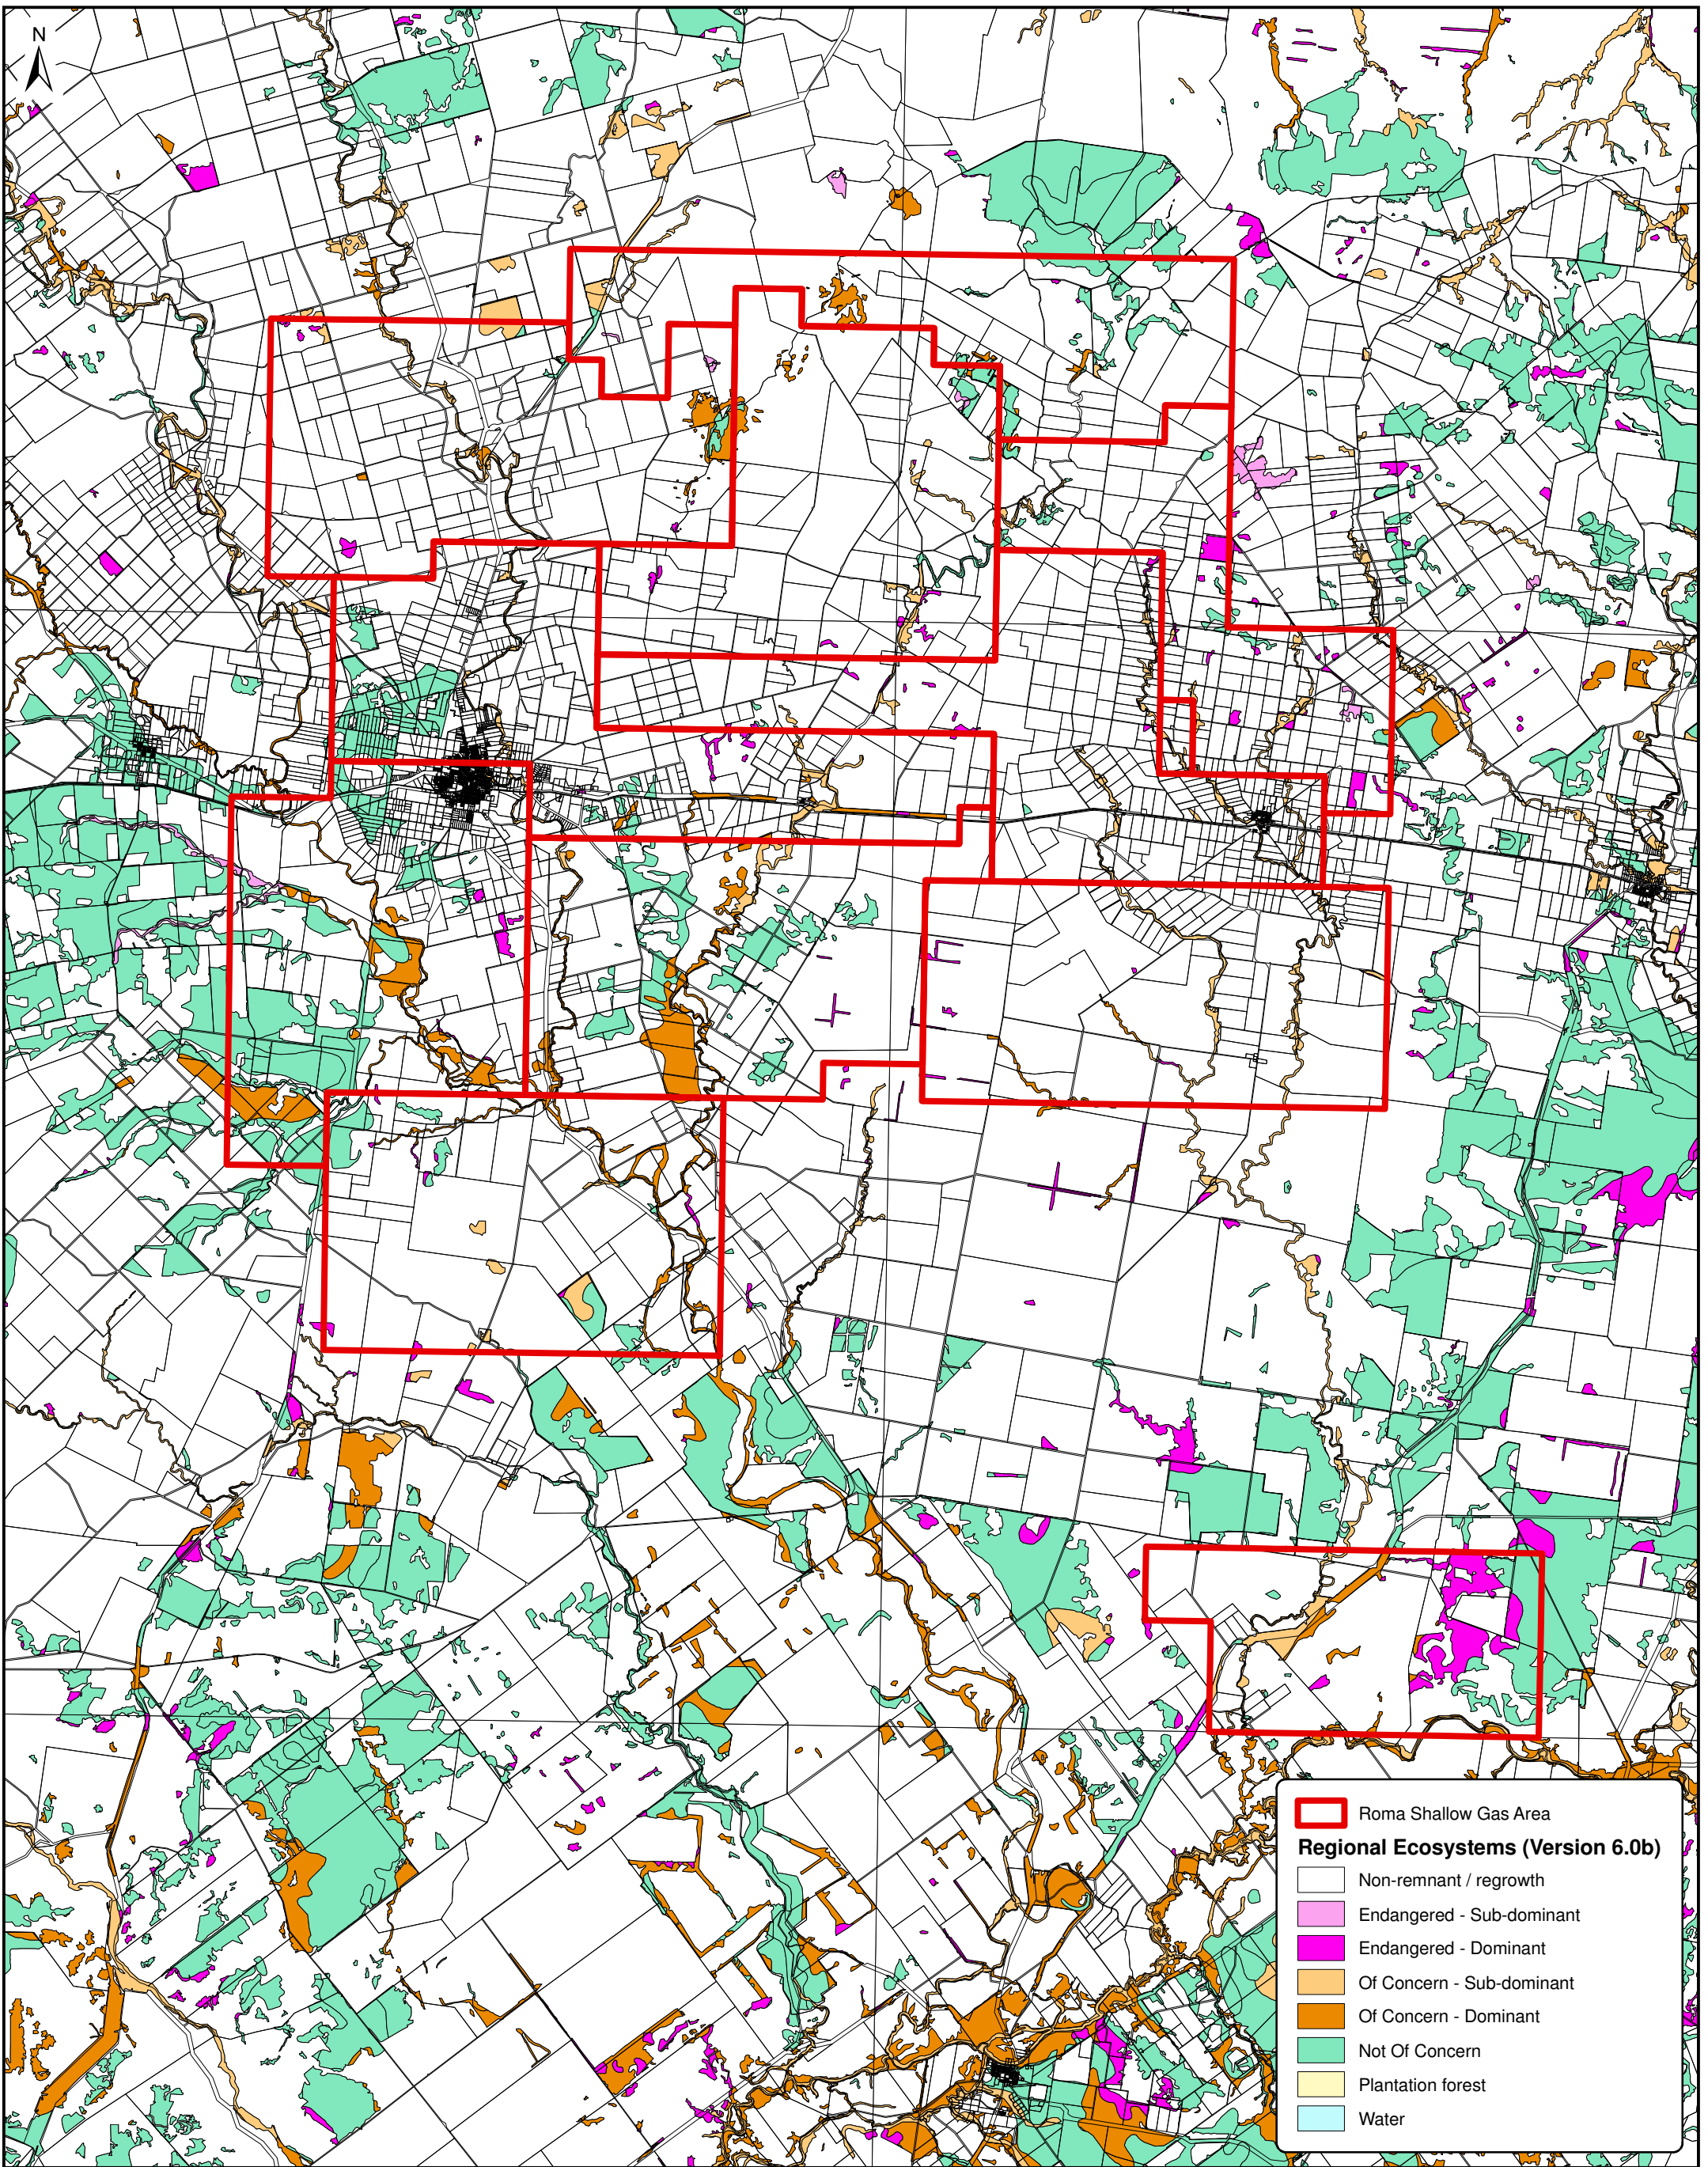 N
Roma Shallow Gas Area
Regional Ecosystems (Version 6.0b)
Non-remnant / regrowth
Endangered - Sub-dominant
Endangered - Dominant
Of Concern - Sub-dominant
Of Concern - Dominant
Not Of Concern
Plantation forest
Water